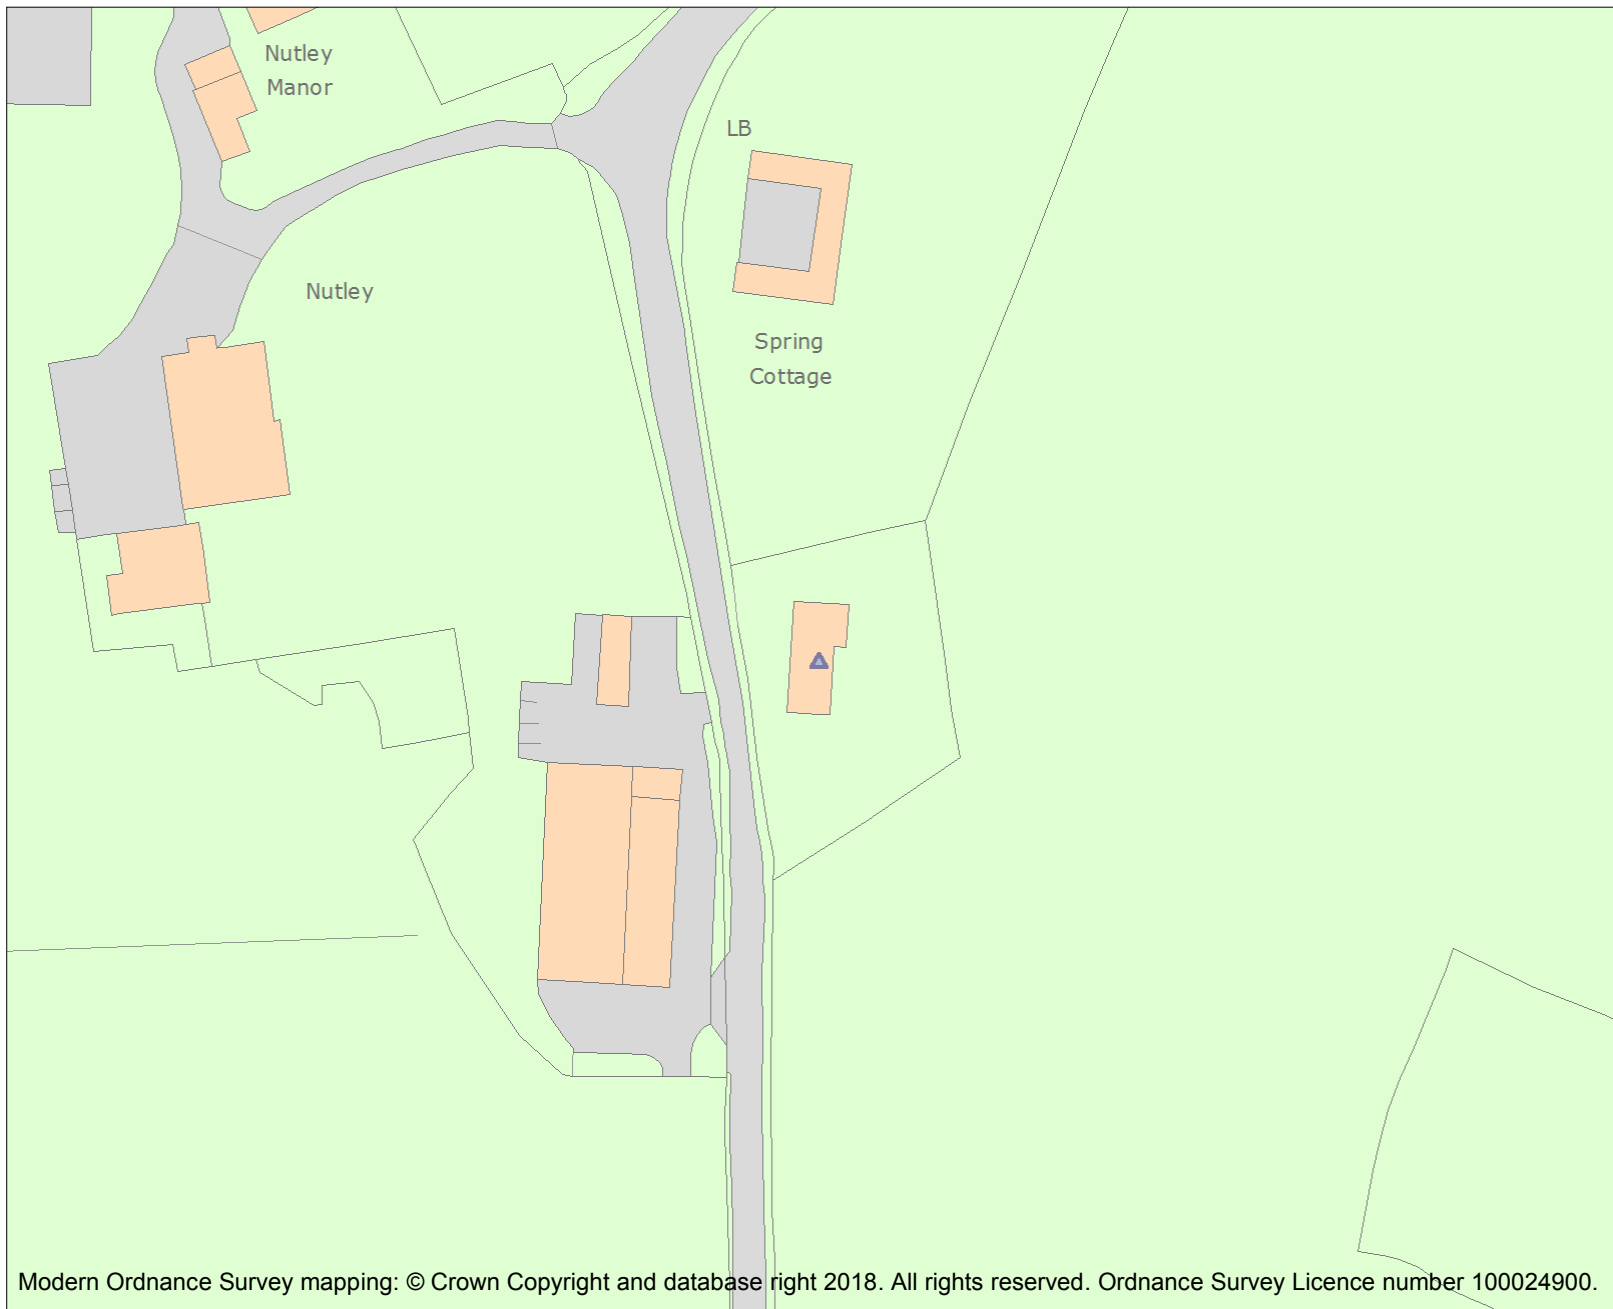 Nutley
Manor
LB
Nutley
Spring
Cottage
Modern Ordnance Survey mapping: © Crown Copyright and database right 2018. All rights reserved. Ordnance Survey Licence number 100024900.